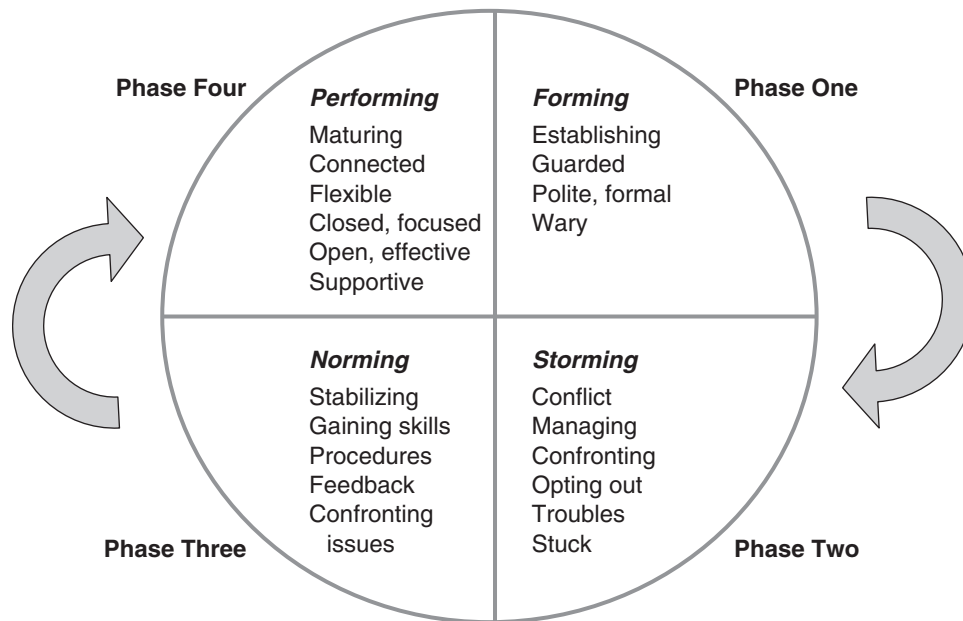 Phase Four
Performing
Maturing
Connected
Flexible
Closed, focused
Open, effective
Supportive
Forming
Establishing
Guarded
Polite, formal
Wary
Phase One
Norming
Stabilizing
Gaining skills
Procedures
Feedback
Confronting
issues
Phase Three
Storming
Conflict
Managing
Confronting
Opting out
Troubles
Stuck
Phase Two